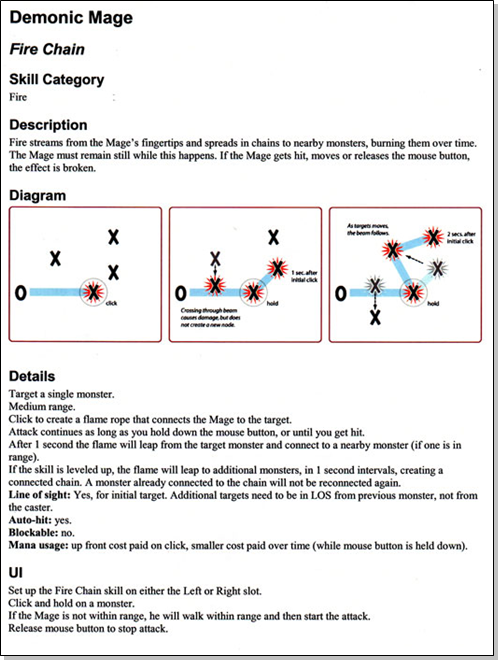 Demonic Mage
Fire Chain
Skill Category
Fire
Description
Fire streams from the Mage's fingertips and spreads in chains to nearby monsters, burning them over time.
The Mage must remain still while this happens. If the Mage gets hit, moves or releases the mouse button,
the effect is broken.
Diagram
X
X
X
O
X
click
X
X
X
1 sec. after
initial click
O
X
hold
Crossing through beam
causes damage, but does
not create a new node.
As targets moves,
the beam follows.
X
2 secs. after
initial click
X
X
X
O
X
hold
X
Details
Target a single monster.
Medium range.
Click to create a flame rope that connects the Mage to the target.
Attack continues as long as you hold down the mouse button, or until you get hit.
After 1 second the flame will leap from the target monster and connect to a nearby monster (if one is in
range).
If the skill is leveled up, the flame will leap to additional monsters, in 1 second intervals, creating a
connected chain. A monster already connected to the chain will not be reconnected again.
Line of sight: Yes, for initial target. Additional targets need to be in LOS from previous monster, not from
the caster.
Auto-hit: yes.
Blockable: no.
Mana usage: up front cost paid on click, smaller cost paid over time (while mouse button is held down).
UI
Set up the Fire Chain skill on either the Left or Right slot.
Click and hold on a monster.
If the Mage is not within range, he will walk within range and then start the attack.
Release mouse button to stop attack.